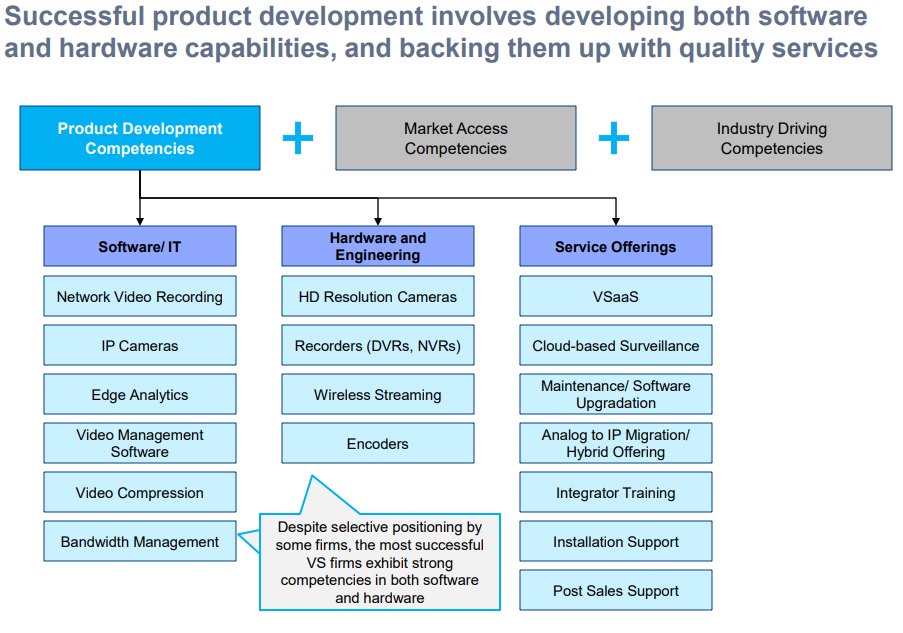 Successful product development involves developing both software
and hardware capabilities, and backing them up with quality services
Product Development
Competencies
Market Access
Competencies
Industry Driving
Competencies
Software/ IT
Network Video Recording
IP Cameras
Edge Analytics
Video Management
Software
Video Compression
Bandwidth Management
Hardware and
Engineering
HD Resolution Cameras
Recorders (DVRs, NVRs)
Wireless Streaming
Encoders
Despite selective positioning by
some firms, the most successful
VS firms exhibit strong
competencies in both software
and hardware
Service Offerings
VSaaS
Cloud-based Surveillance
Maintenance/ Software
Upgradation
Analog to IP Migration/
Hybrid Offering
Integrator Training
Installation Support
Post Sales Support